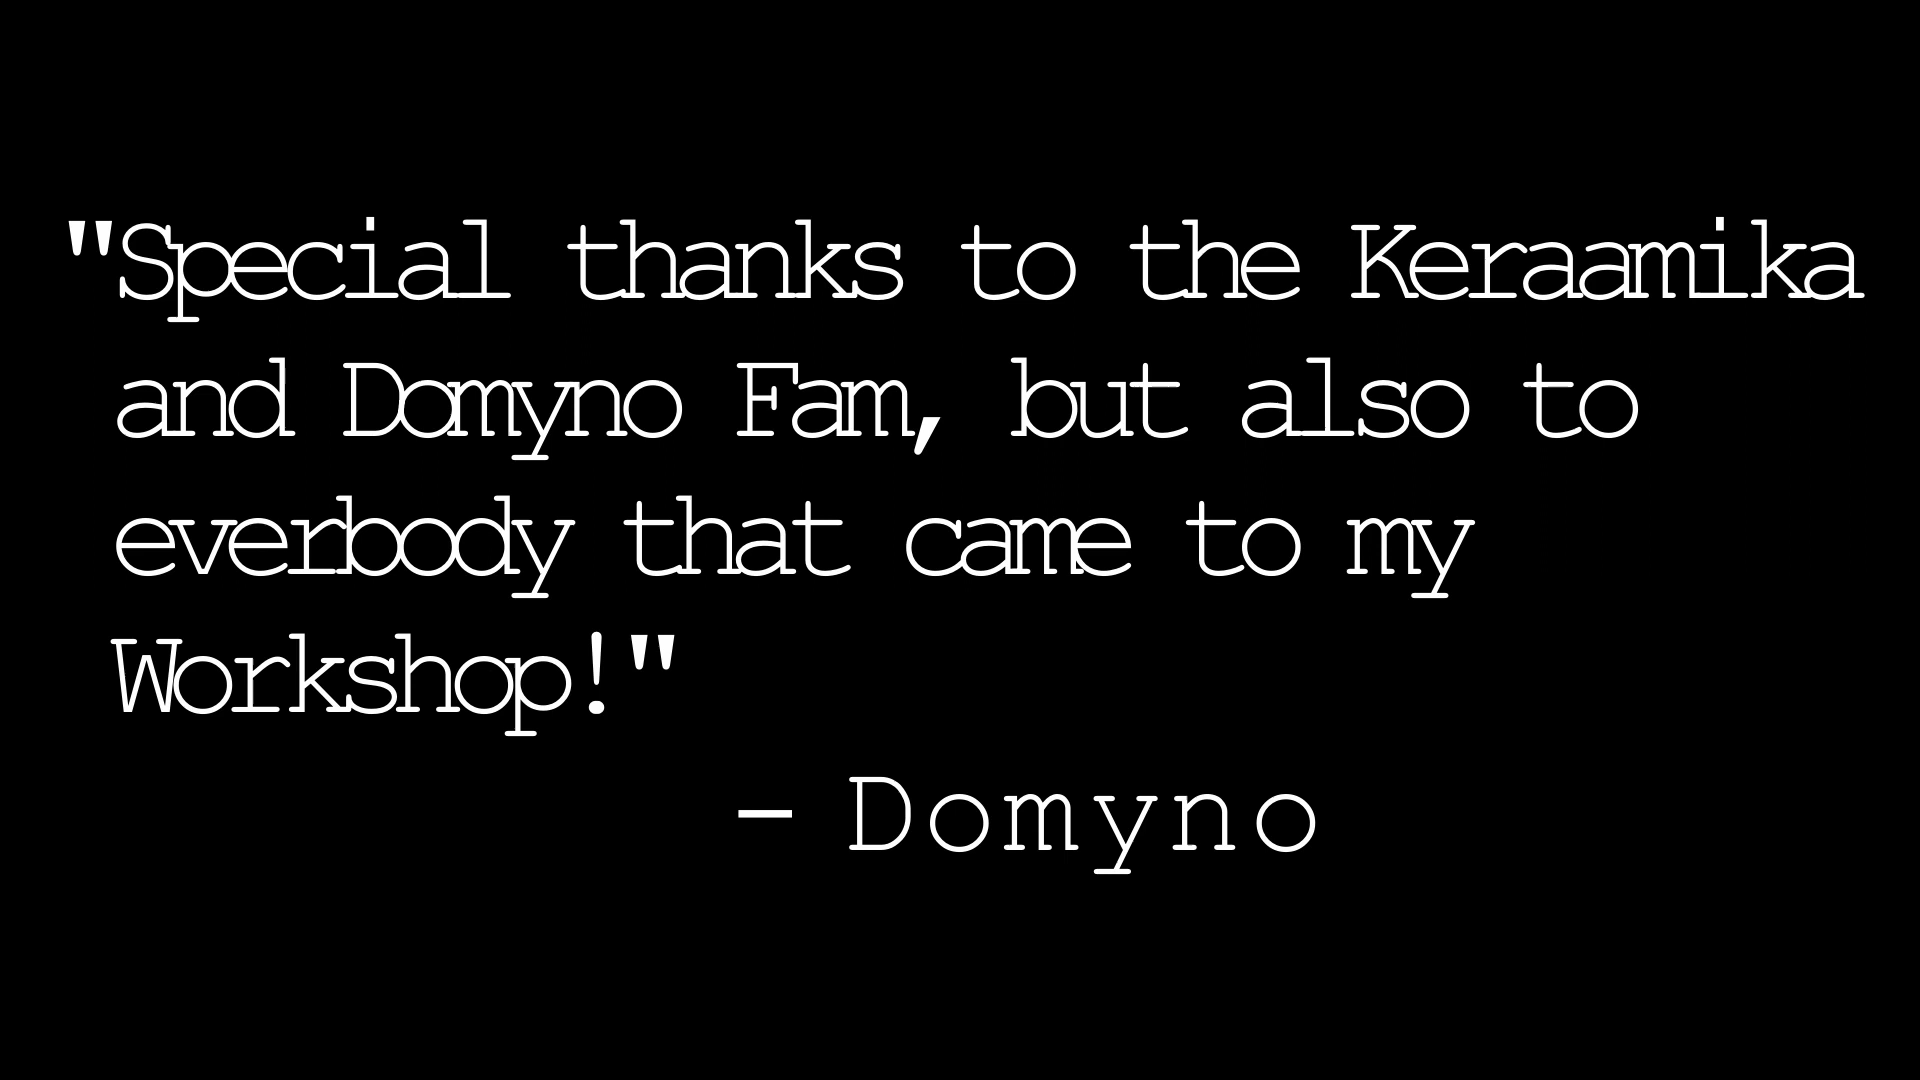 "Special thanks to the Keraamika
and Domyno Fam, but also to
everbody that came to my
Workshop!"
- Domyno